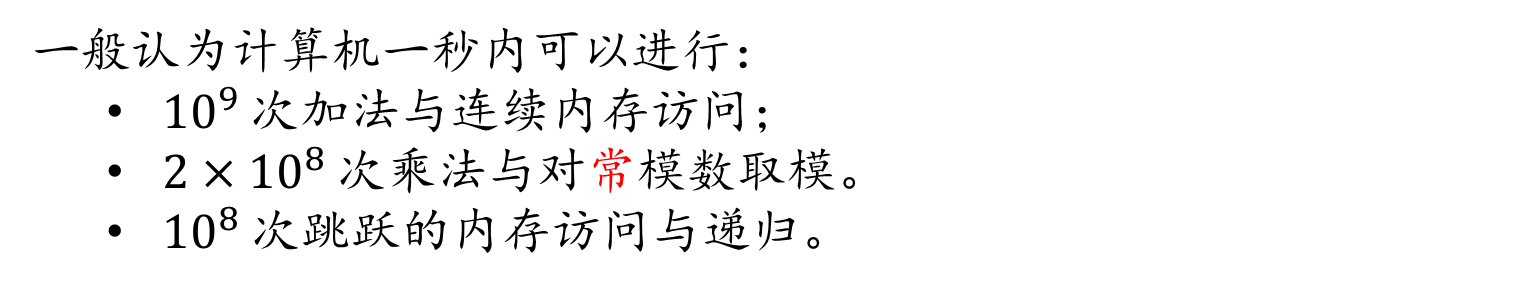 一般认为计算机一秒内可以进行：
• 10⁹ 次加法与连续内存访问；
• 2 × 10⁸ 次乘法与对常模数取模。
• 10⁸ 次跳跃的内存访问与递归。